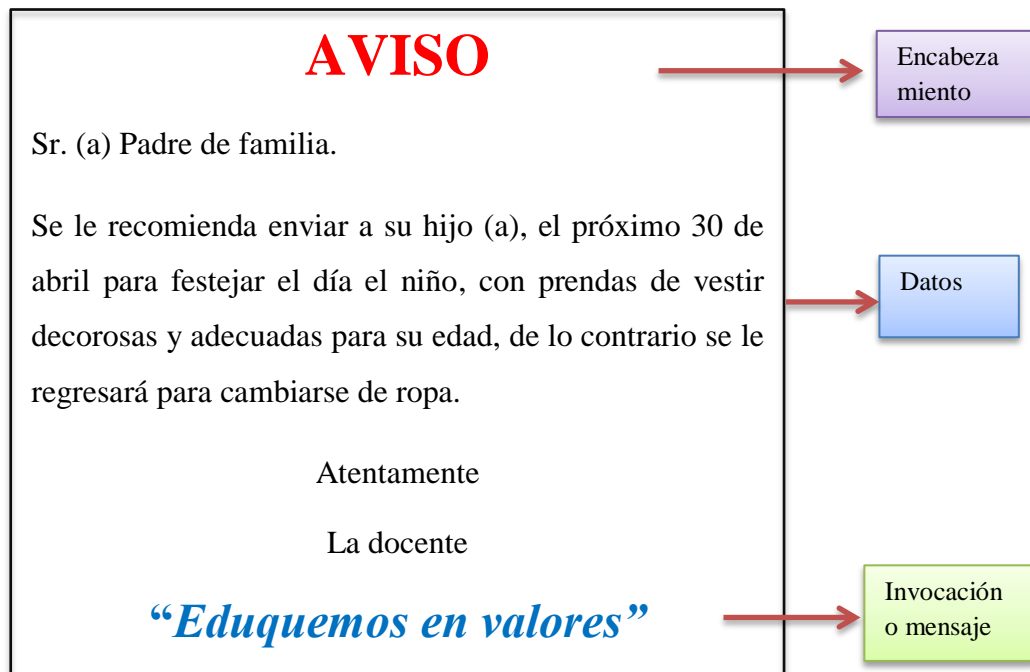 AVISO
Encabeza
miento
Sr. (a) Padre de familia.
Se le recomienda enviar a su hijo (a), el próximo 30 de
abril para festejar el día el niño, con prendas de vestir
decorosas y adecuadas para su edad, de lo contrario se le
regresará para cambiarse de ropa.
Datos
Atentamente
La docente
“Eduquemos en valores”
Invocación
o mensaje